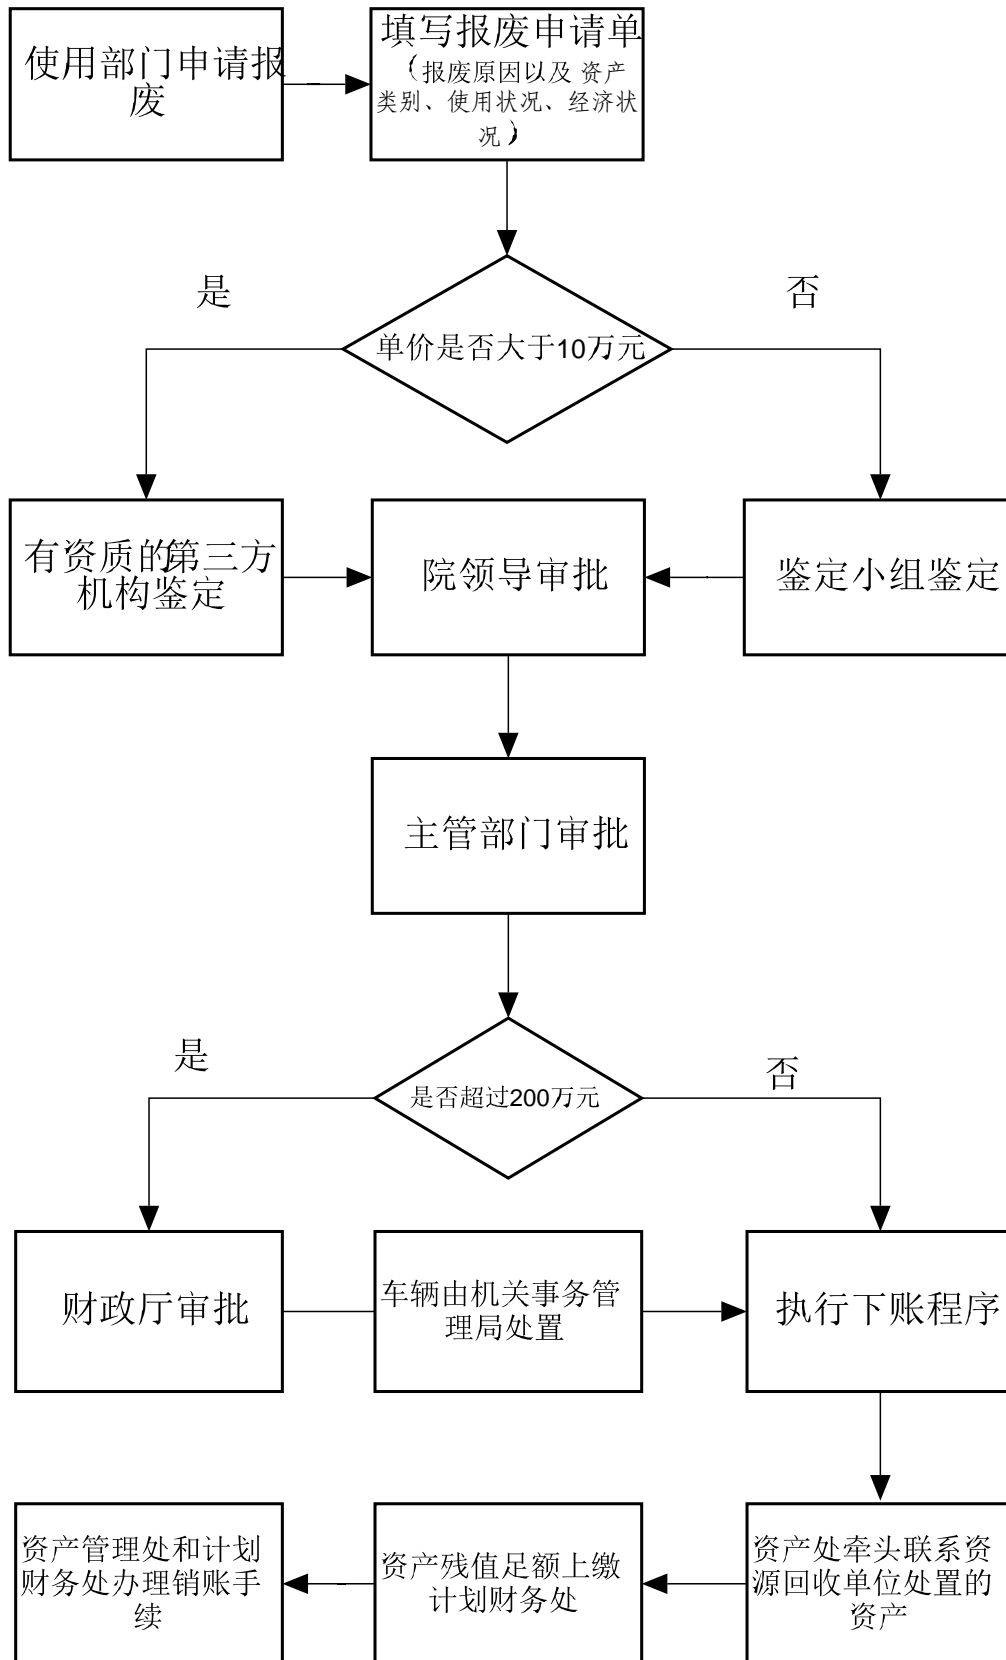 使用部门申请报
废
填写报废申请单
（报废原因以及 资产
类别、使用状况、经济状
况）
是
否
单价是否大于10万元
有资质的第三方
机构鉴定
院领导审批
鉴定小组鉴定
主管部门审批
是
否
是否超过200万元
财政厅审批
车辆由机关事务管
理局处置
执行下账程序
资产管理处和计划
财务处办理销账手
续
资产残值足额上缴
计划财务处
资产处牵头联系资
源回收单位处置的
资产